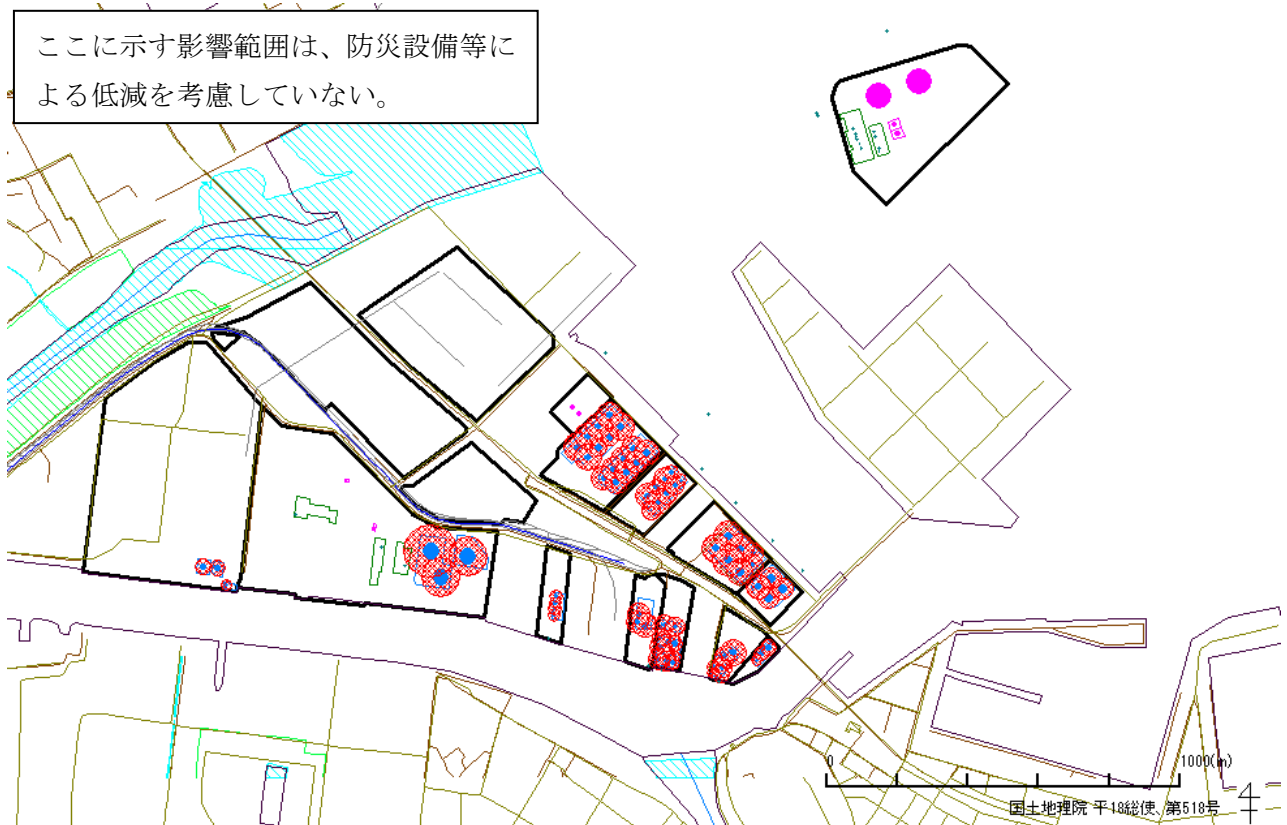 ここに示す影響範囲は、防災設備等に
よる低減を考慮していない。
0
1000(m)
国土地理院 平18総使、第518号